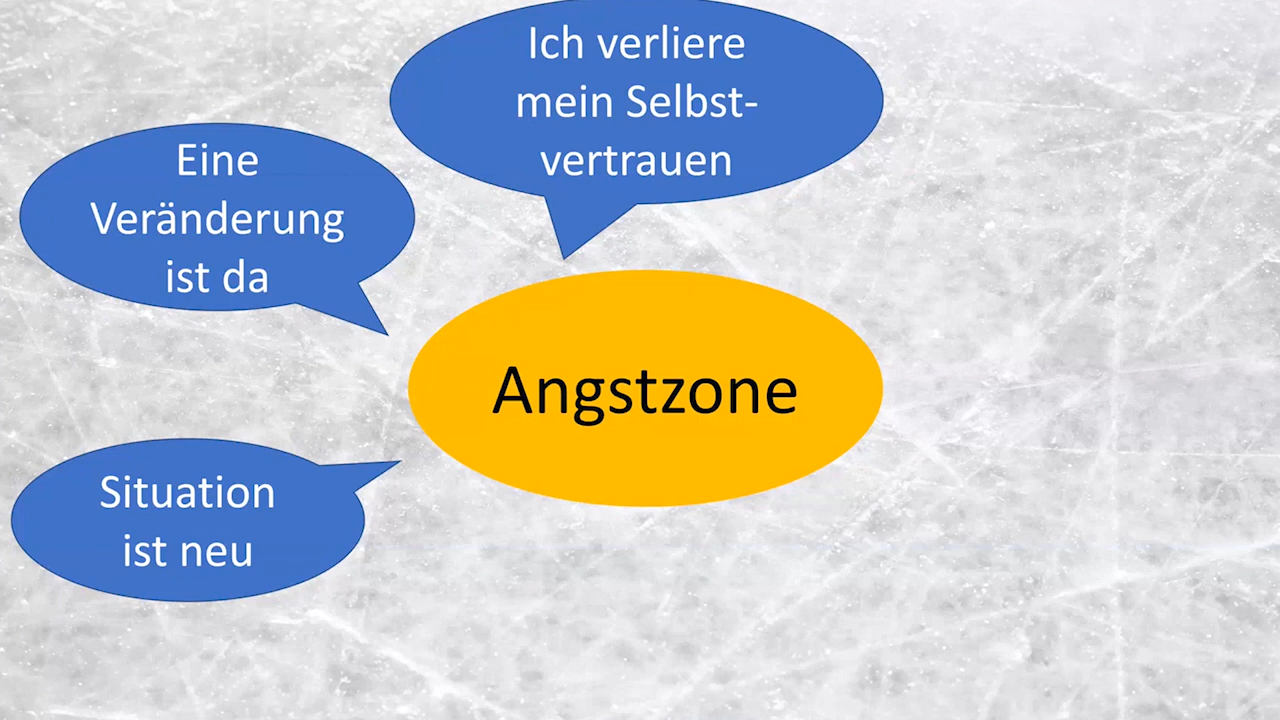 Ich verliere
mein Selbst-
vertrauen
Eine
Veränderung
ist da
Angstzone
Situation
ist neu